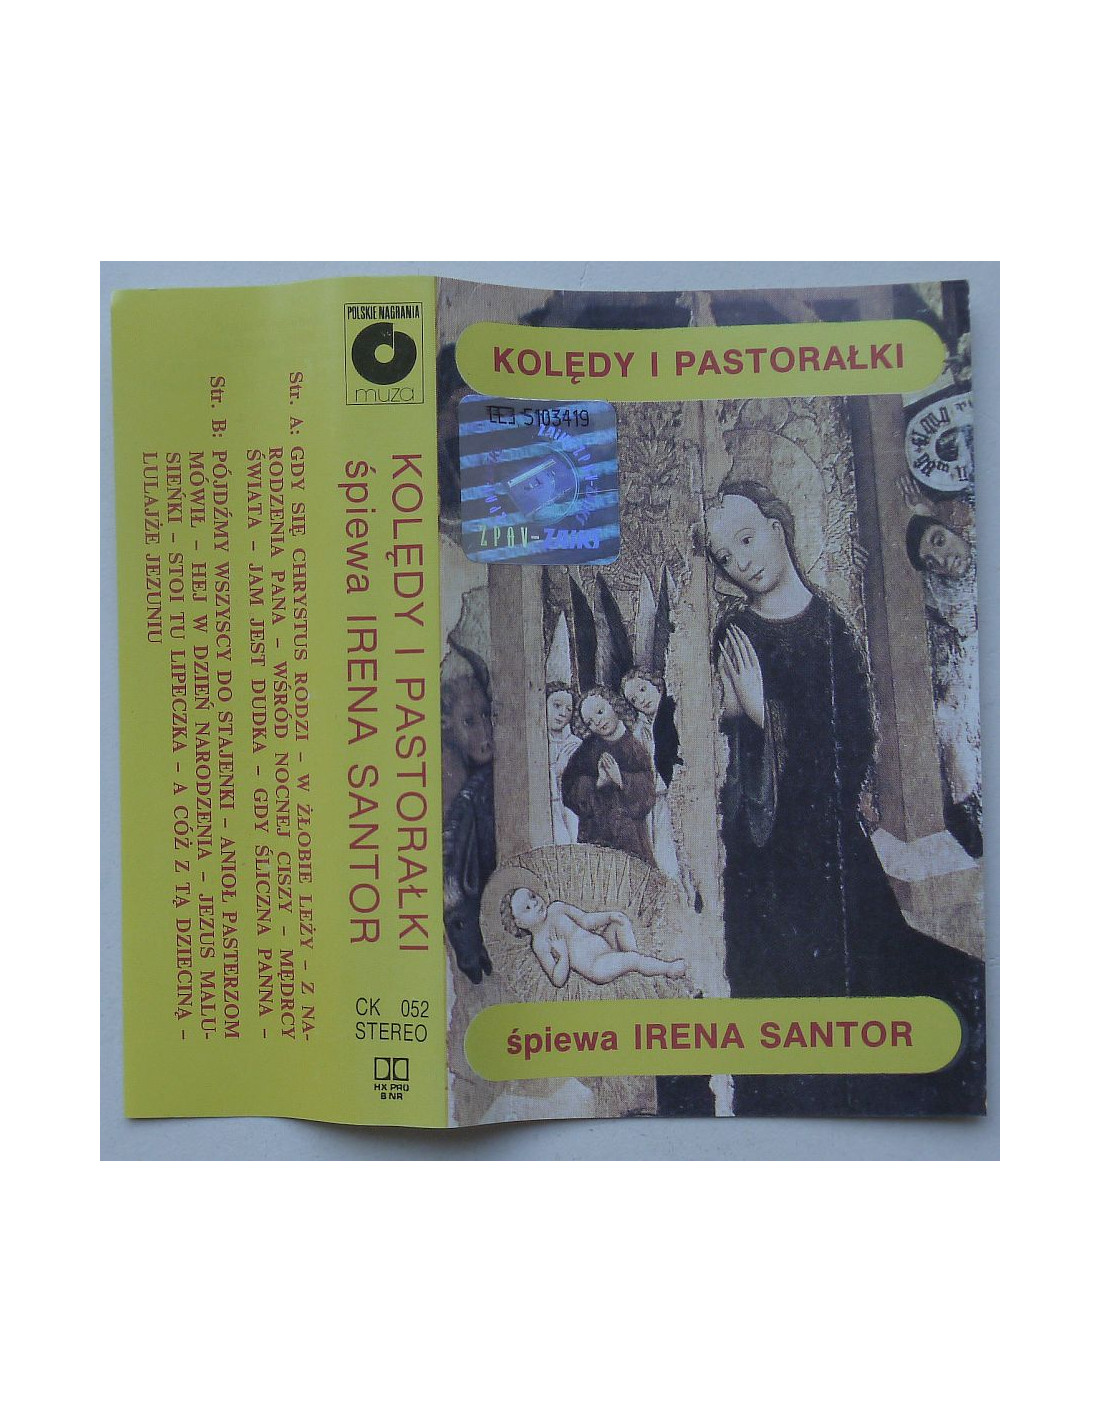 Str. A: GDY SIĘ CHRYSTUS RODZI – W ŻŁOBIE LEŻY – Z NA-
RODZENIA PANA – WŚRÓD NOCNEJ CISZY – MĘDRCY
ŚWIATA – JAM JEST DUDKA – GDY ŚLICZNA PANNA –
Str. B: PÓJDŹMY WSZYSCY DO STAJENKI – ANIOŁ PASTERZOM
MÓWIŁ – HEJ W DZIEŃ NARODZENIA – JEZUS MALU-
SIEŃKI – STOI TU LIPECZKA – A CÓŻ Z TĄ DZIECINĄ –
LULAJŻE JEZUNIU
POLSKIE NAGRANIA
muza
KOLĘDY I PASTORAŁKI
śpiewa IRENA SANTOR
CK 052
STEREO
HX PRO
B NR
KOLĘDY I PASTORAŁKI
5103419
ZPAV-ZAIKS
śpiewa IRENA SANTOR